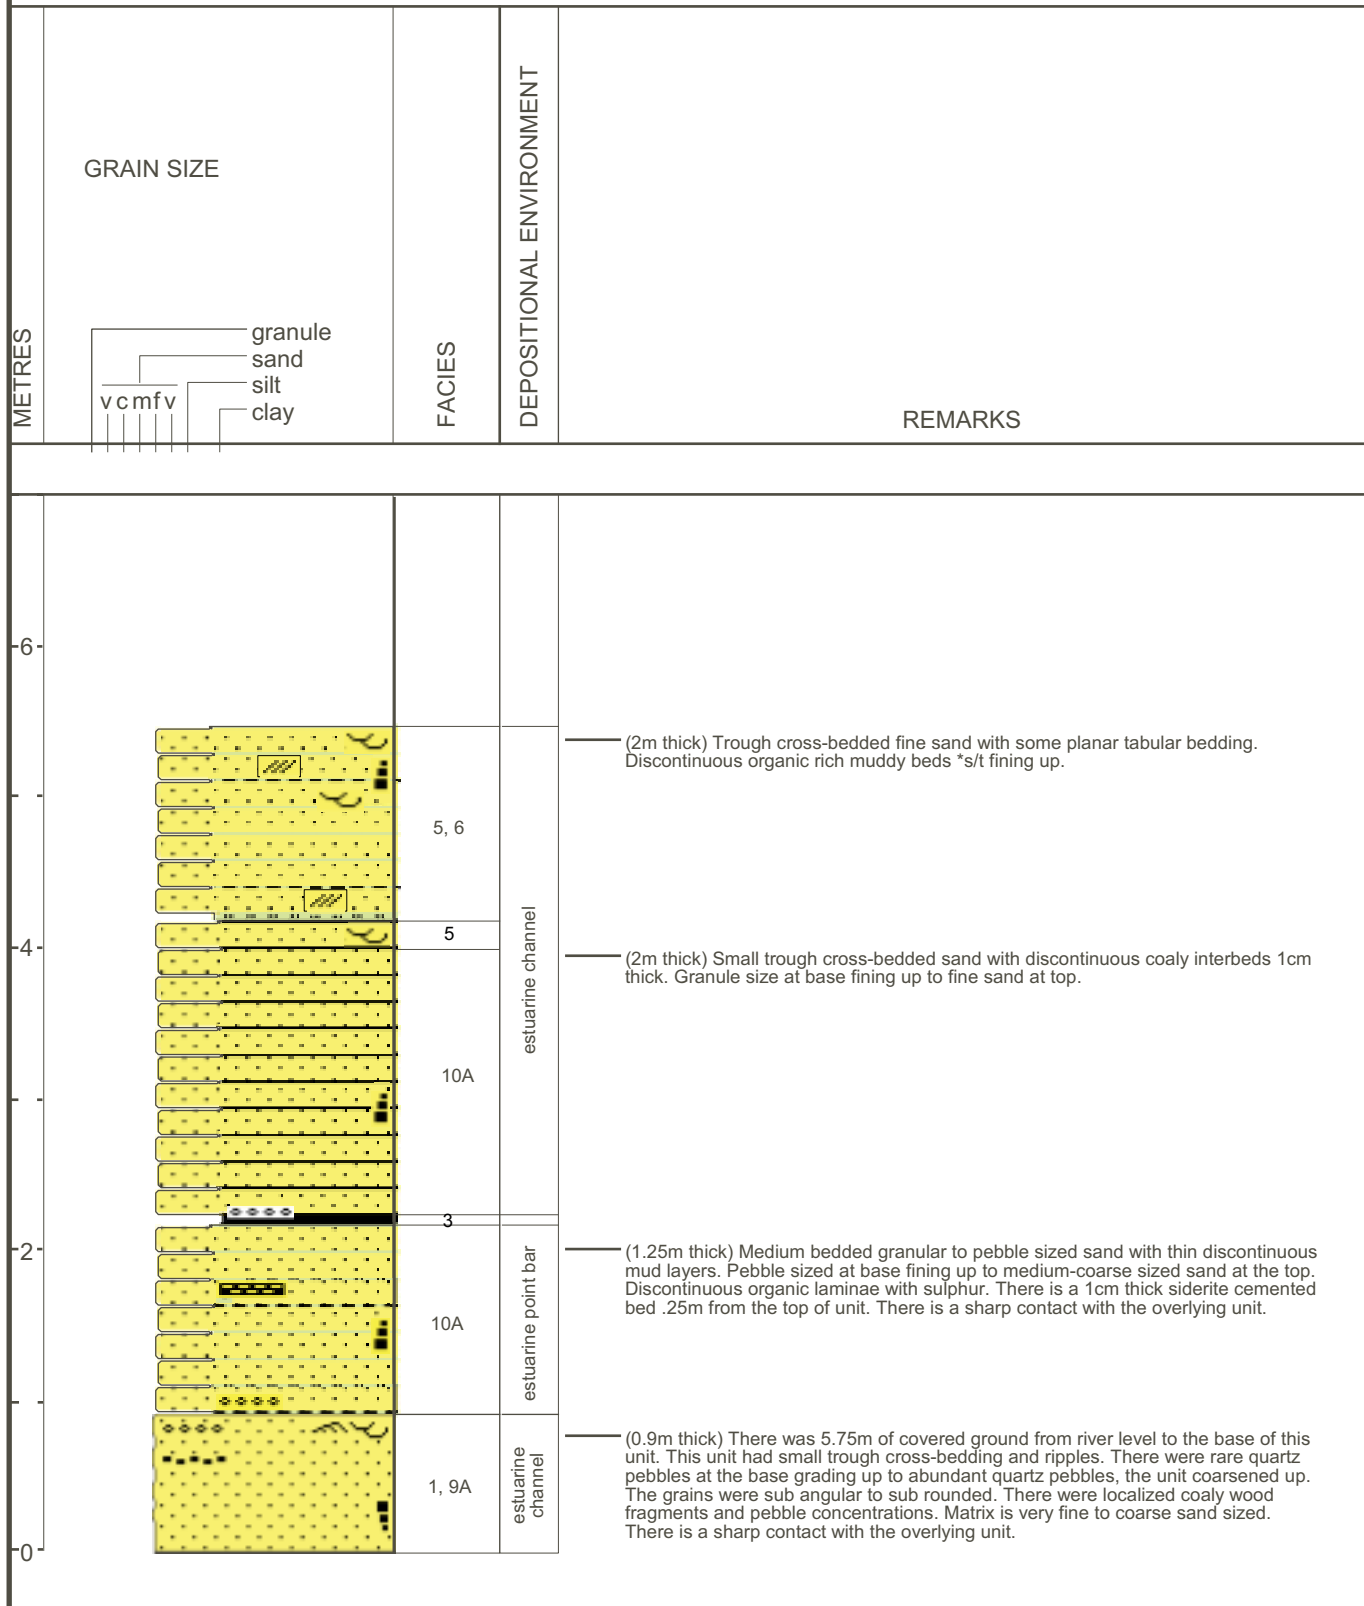 GRAIN SIZE
METRES
granule
sand
silt
clay
v c m f v
FACIES
DEPOSITIONAL ENVIRONMENT
REMARKS
6
(2m thick) Trough cross-bedded fine sand with some planar tabular bedding.
Discontinuous organic rich muddy beds *s/t fining up.
5, 6
estuarine channel
5
4
(2m thick) Small trough cross-bedded sand with discontinuous coaly interbeds 1cm
thick. Granule size at base fining up to fine sand at top.
10A
3
2
(1.25m thick) Medium bedded granular to pebble sized sand with thin discontinuous
mud layers. Pebble sized at base fining up to medium-coarse sized sand at the top.
Discontinuous organic laminae with sulphur. There is a 1cm thick siderite cemented
bed .25m from the top of unit. There is a sharp contact with the overlying unit.
10A
estuarine point bar
(0.9m thick) There was 5.75m of covered ground from river level to the base of this
unit. This unit had small trough cross-bedding and ripples. There were rare quartz
pebbles at the base grading up to abundant quartz pebbles, the unit coarsened up.
The grains were sub angular to sub rounded. There were localized coaly wood
fragments and pebble concentrations. Matrix is very fine to coarse sand sized.
There is a sharp contact with the overlying unit.
1, 9A
estuarine
channel
0